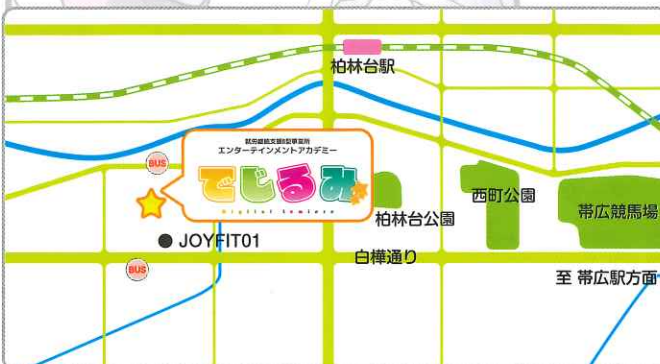 柏林台駅
就労継続支援B型事業所
エンターテインメントアカデミー
でじるみ
Digital Lumiere
BUS
柏林台公園
西町公園
帯広競馬場
JOYFIT01
白樺通り
BUS
至 帯広駅方面